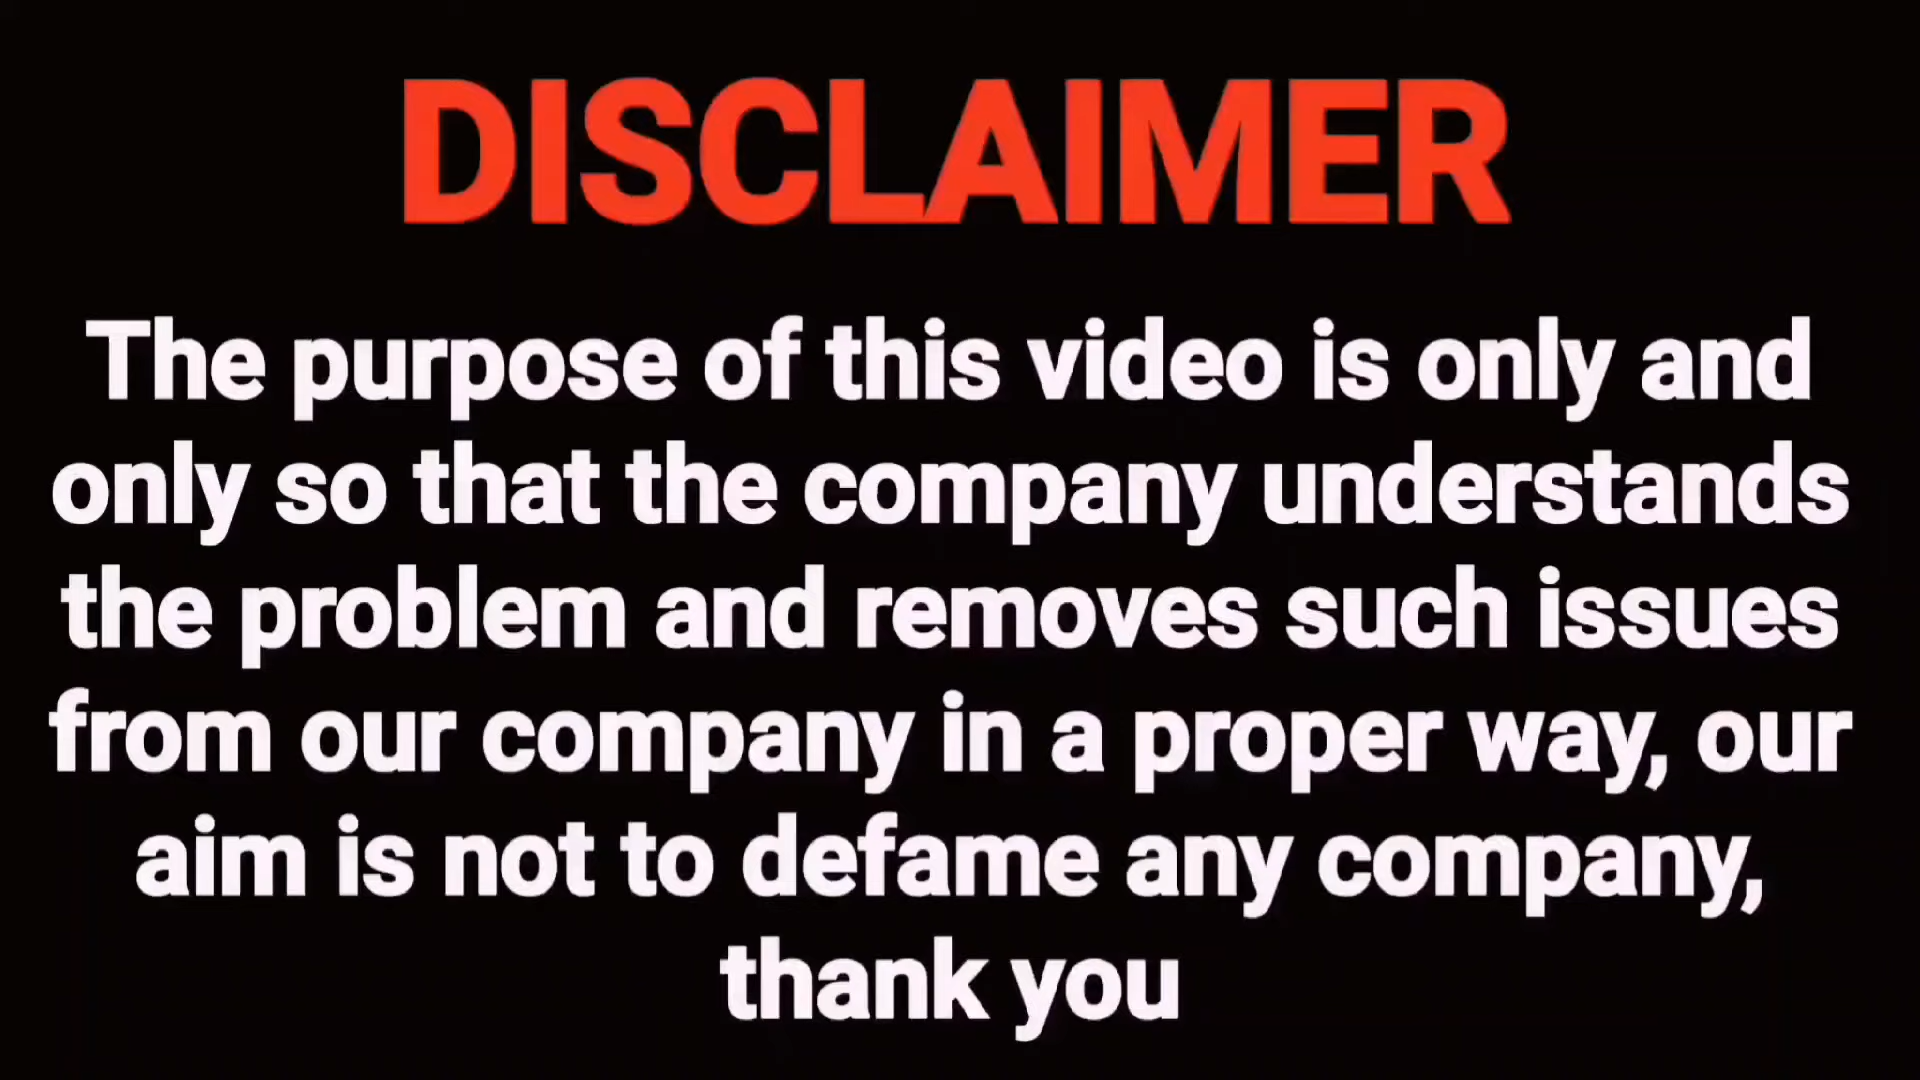 DISCLAIMER
The purpose of this video is only and
only so that the company understands
the problem and removes such issues
from our company in a proper way, our
aim is not to defame any company,
thank you